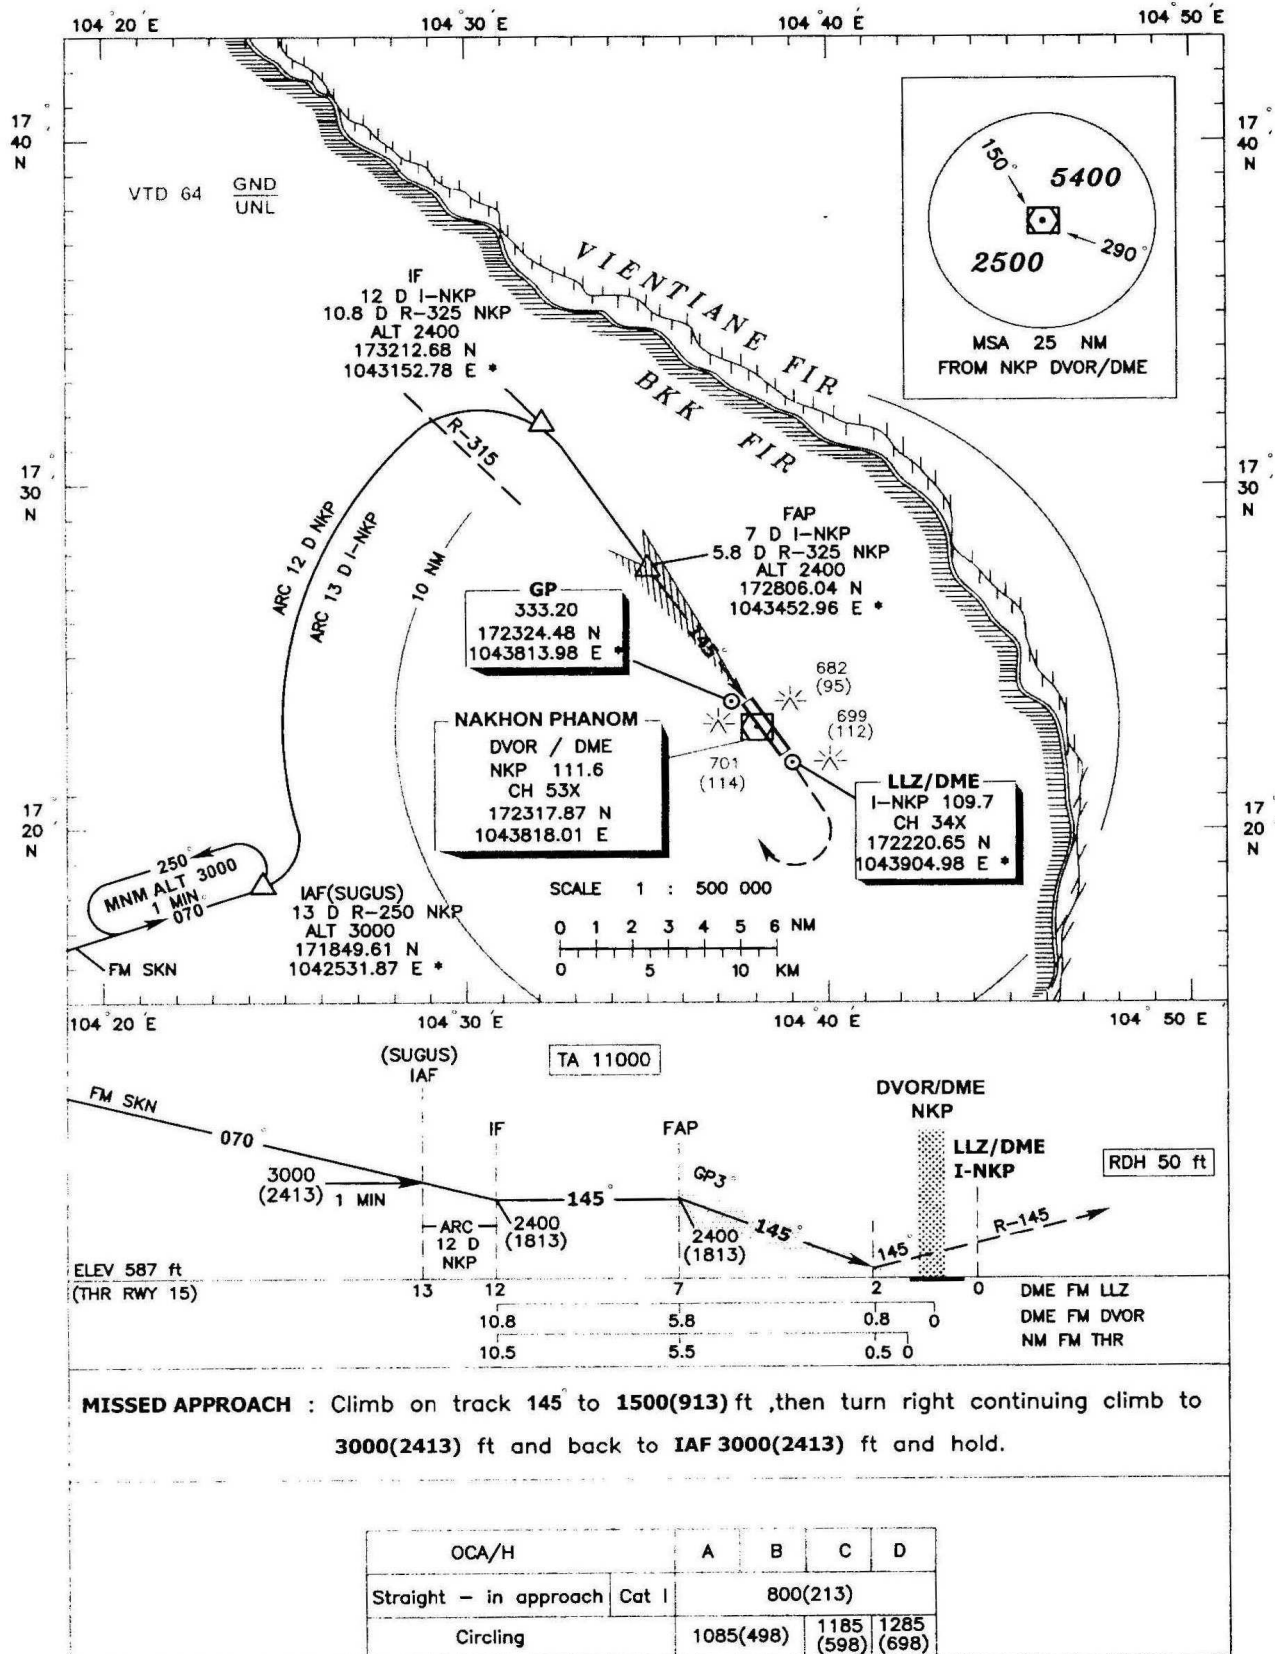 104° 20 ' E
104° 30 ' E
104° 40 ' E
104° 50 ' E
17°
40 '
N
17°
40 '
N
VTD 64 GND
UNL
150°
5400
2500
290°
MSA 25 NM
FROM NKP DVOR/DME
IF
12 D I-NKP
10.8 D R-325 NKP
ALT 2400
173212.68 N
1043152.78 E *
VIENTIANE FIR
BKK FIR
R-315
17°
30 '
N
17°
30 '
N
ARC 12 D NKP
ARC 13 D I-NKP
10 NM
FAP
7 D I-NKP
5.8 D R-325 NKP
ALT 2400
172806.04 N
1043452.96 E *
GP
333.20
172324.48 N
1043813.98 E *
145°
682
(95)
699
(112)
701
(114)
NAKHON PHANOM
DVOR / DME
NKP 111.6
CH 53X
172317.87 N
1043818.01 E
LLZ/DME
I-NKP 109.7
CH 34X
172220.65 N
1043904.98 E *
17°
20 '
N
17°
20 '
N
250°
MNM ALT 3000
1 MIN
070°
FM SKN
IAF(SUGUS)
13 D R-250 NKP
ALT 3000
171849.61 N
1042531.87 E *
SCALE 1 : 500 000
0 1 2 3 4 5 6 NM
0 5 10 KM
104° 20 ' E
104° 30 ' E
104° 40 ' E
104° 50 ' E
(SUGUS)
IAF
TA 11000
FM SKN
070°
IF
FAP
DVOR/DME
NKP
LLZ/DME
I-NKP
RDH 50 ft
3000
(2413)
1 MIN
145°
GP3°
ARC
12 D
NKP
2400
(1813)
2400
(1813)
145°
145°
R-145
ELEV 587 ft
(THR RWY 15)
13 12 7 2 0 DME FM LLZ
10.8 5.8 0.8 0 DME FM DVOR
10.5 5.5 0.5 0 NM FM THR
MISSED APPROACH : Climb on track 145° to 1500(913) ft ,then turn right continuing climb to
3000(2413) ft and back to IAF 3000(2413) ft and hold.
OCA/H A B C D
Straight - in approach Cat I 800(213)
Circling 1085(498) 1185 (598) 1285 (698)